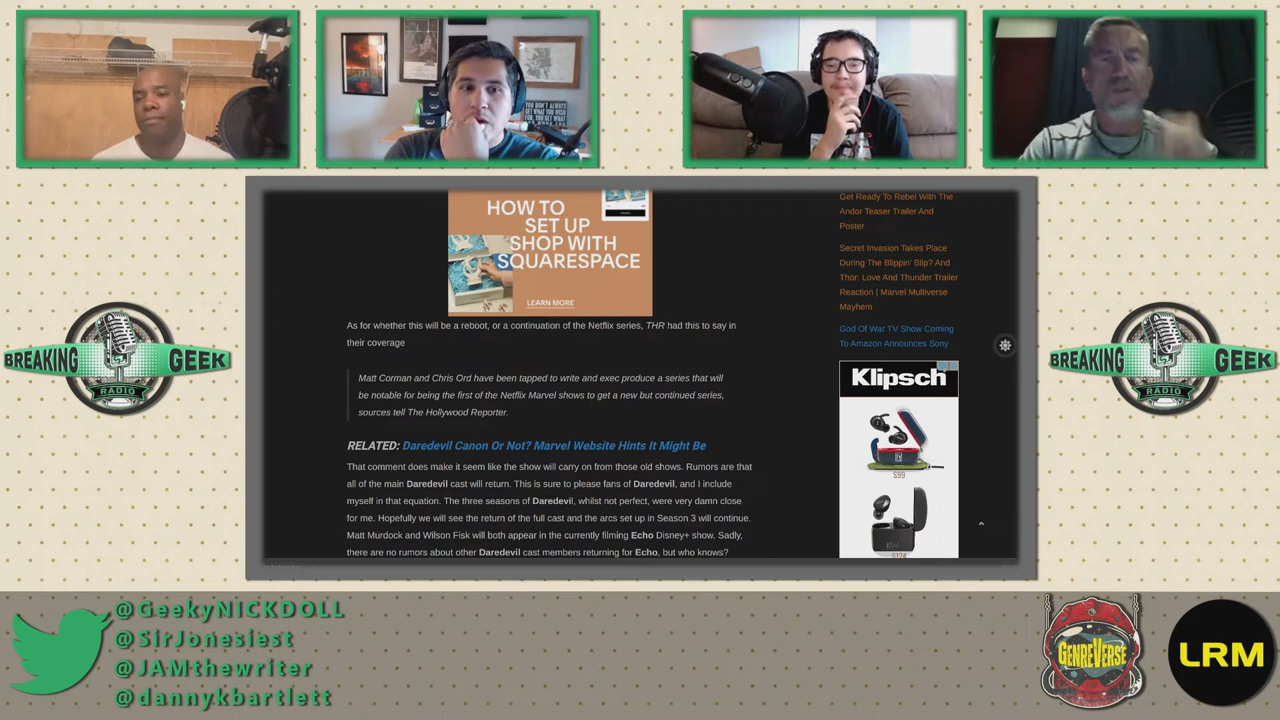 YOU DON'T ALWAYS
GET WHAT YOU WISH
HOW TO
SET UP
SHOP WITH
SQUARESPACE
LEARN MORE
As for whether this will be a reboot, or a continuation of the Netflix series, THR had this to say in
their coverage
Matt Corman and Chris Ord have been tapped to write and exec produce a series that will
be notable for being the first of the Netflix Marvel shows to get a new but continued series,
sources tell The Hollywood Reporter.
RELATED: Daredevil Canon Or Not? Marvel Website Hints It Might Be
That comment does make it seem like the show will carry on from those old shows. Rumors are that
all of the main Daredevil cast will return. This is sure to please fans of Daredevil, and I include
myself in that equation. The three seasons of Daredevil, whilst not perfect, were very damn close
for me. Hopefully we will see the return of the full cast and the arcs set up in Season 3 will continue.
Matt Murdock and Wilson Fisk will both appear in the currently filming Echo Disney+ show. Sadly,
there are no rumors about other Daredevil cast members returning for Echo, but who knows?
Get Ready To Rebel With The
Andor Teaser Trailer And
Poster
Secret Invasion Takes Place
During The Blippin' Blip? And
Thor: Love And Thunder Trailer
Reaction | Marvel Multiverse
Mayhem
God Of War TV Show Coming
To Amazon Announces Sony
Klipsch
$99
$124
BREAKING GEEK
RADIO
BREAKING GEEK
RADIO
@GeekyNICKDOLL
@SirJonesiest
@JAMthewriter
@dannykbartlett
GENREVERSE
LRM